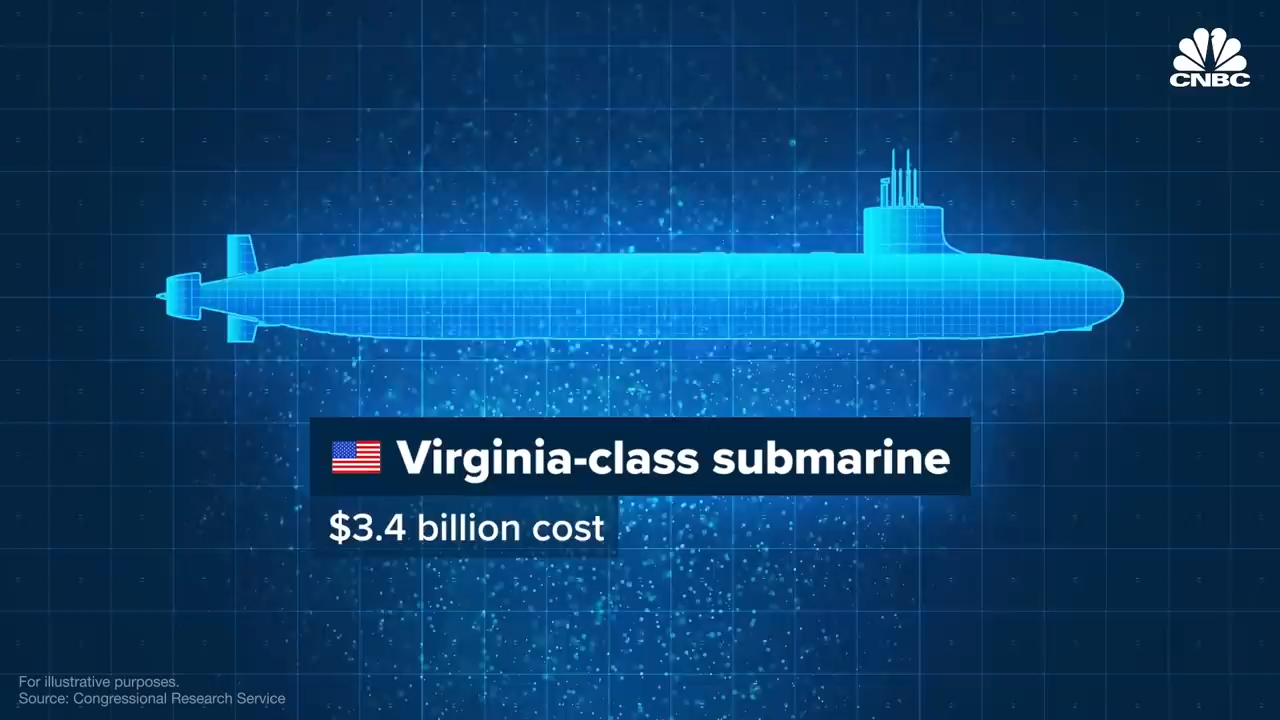 CNBC
Virginia-class submarine
$3.4 billion cost
For illustrative purposes.
Source: Congressional Research Service